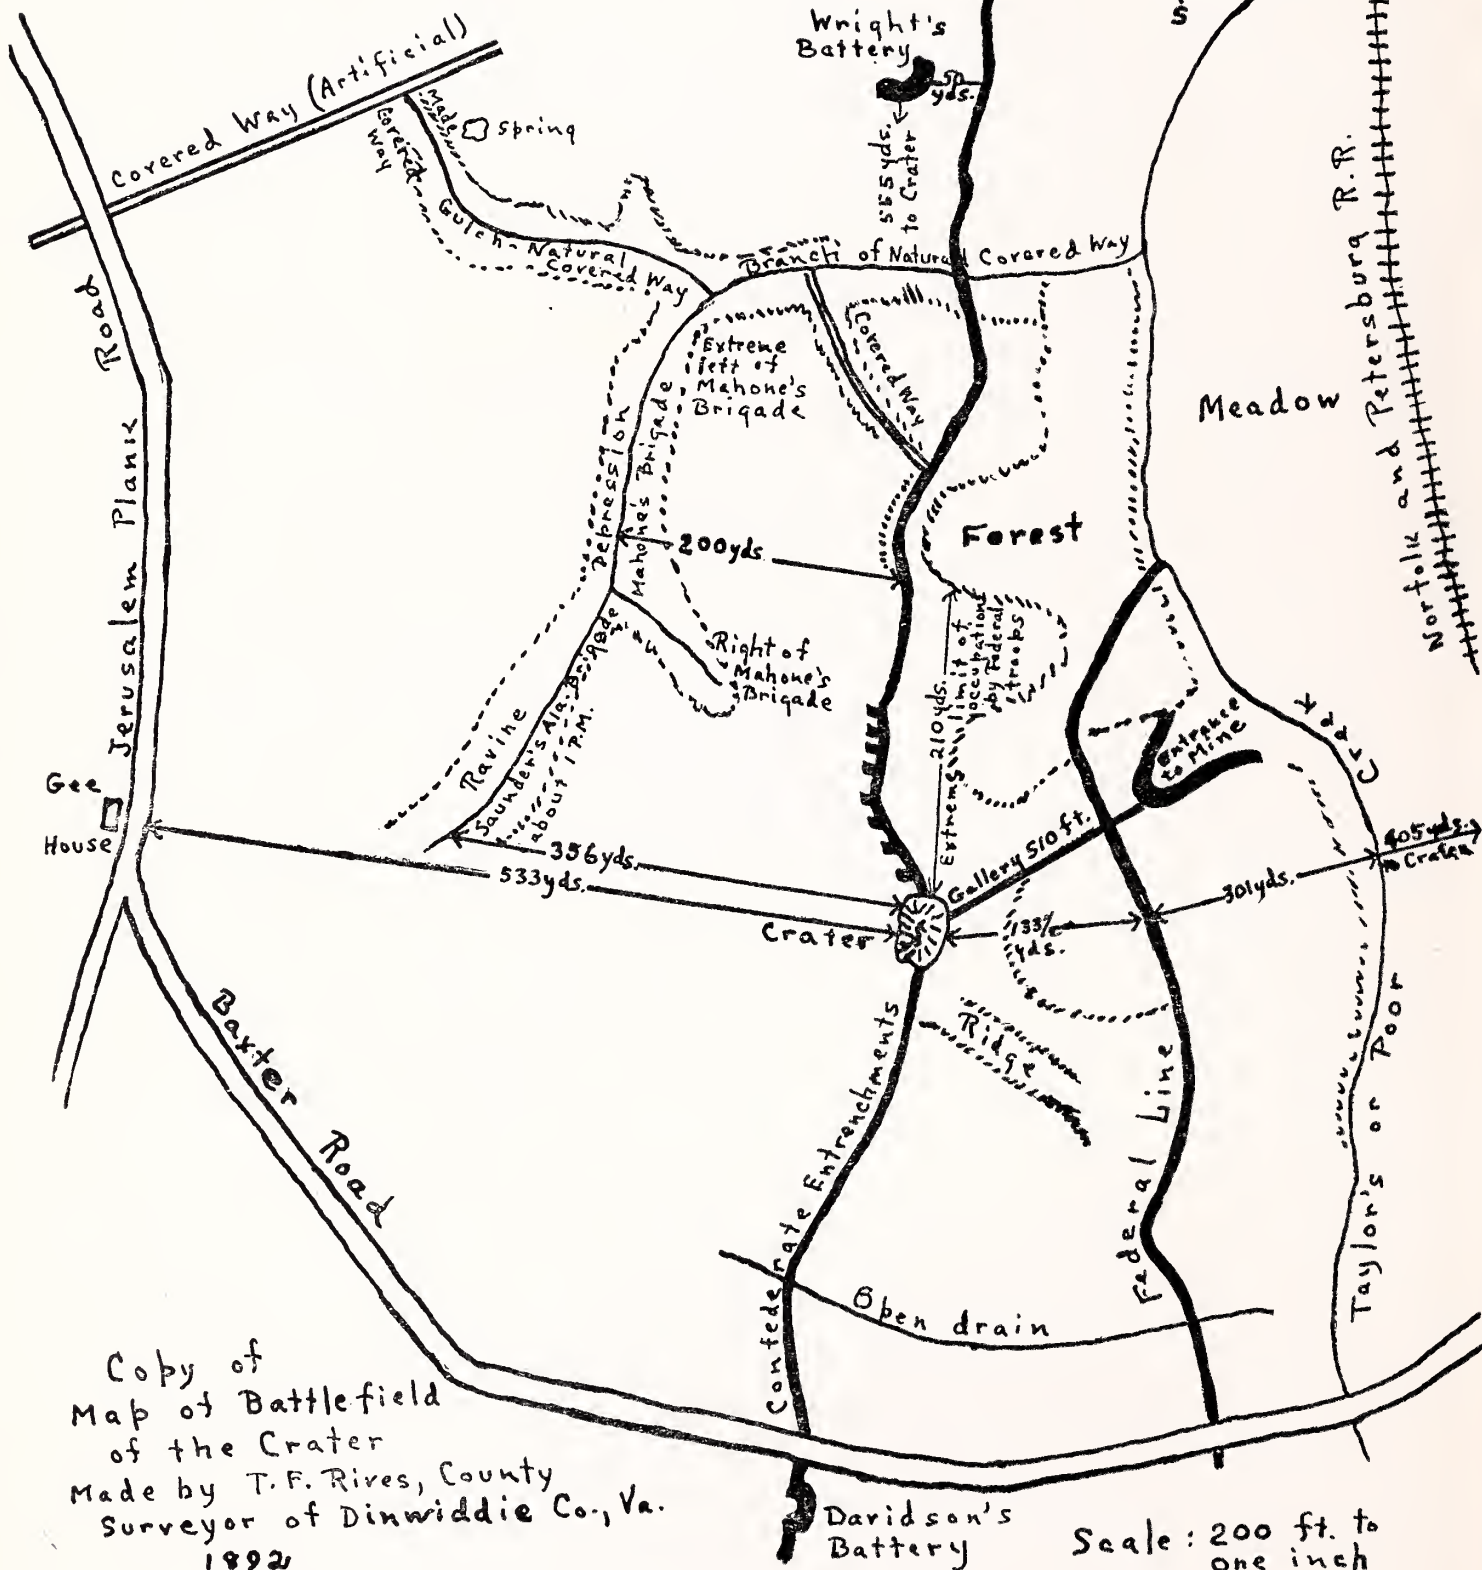 Wright's
Battery
S
50
yds.
555 yds.
to Crater
Covered Way (Artificial)
Made
Covered
Way
Spring
Gulch-Natural
Covered Way
Branch of Natural Covered Way
Norfolk and Petersburg R.R.
Jerusalem Plank Road
Extreme
left of
Mahone's
Brigade
Covered Way
Meadow
Depression
Mahone's Brigade
Forest
200 yds.
Right of
Mahone's
Brigade
Extreme limit of
occupation
by Federal
troops
210 yds.
Ravine
Saunder's Ala. Brigade
about 1 P.M.
Entrance
to Mine
Creek
Gee
House
356 yds.
533 yds.
Gallery 510 ft.
405 yds.
to Crater
301 yds.
Crater
133⅓
yds.
Baxter Road
Ridge
Confederate Entrenchments
Federal Line
Taylor's or Poor
Open drain
Copy of
Map of Battlefield
of the Crater
Made by T.F. Rives, County
Surveyor of Dinwiddie Co., Va.
1892
Davidson's
Battery
Scale: 200 ft. to
one inch